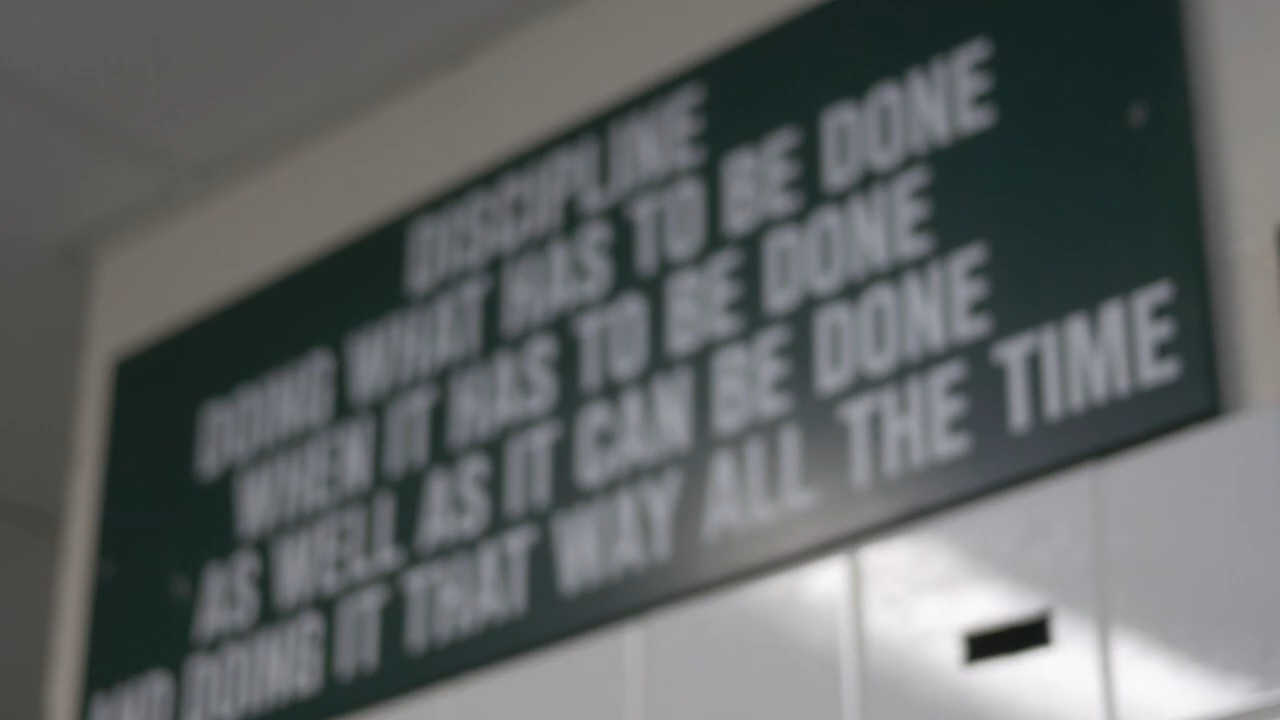 DISCIPLINE
DOING WHAT HAS TO BE DONE
WHEN IT HAS TO BE DONE
AS WELL AS IT CAN BE DONE
AND DOING IT THAT WAY ALL THE TIME